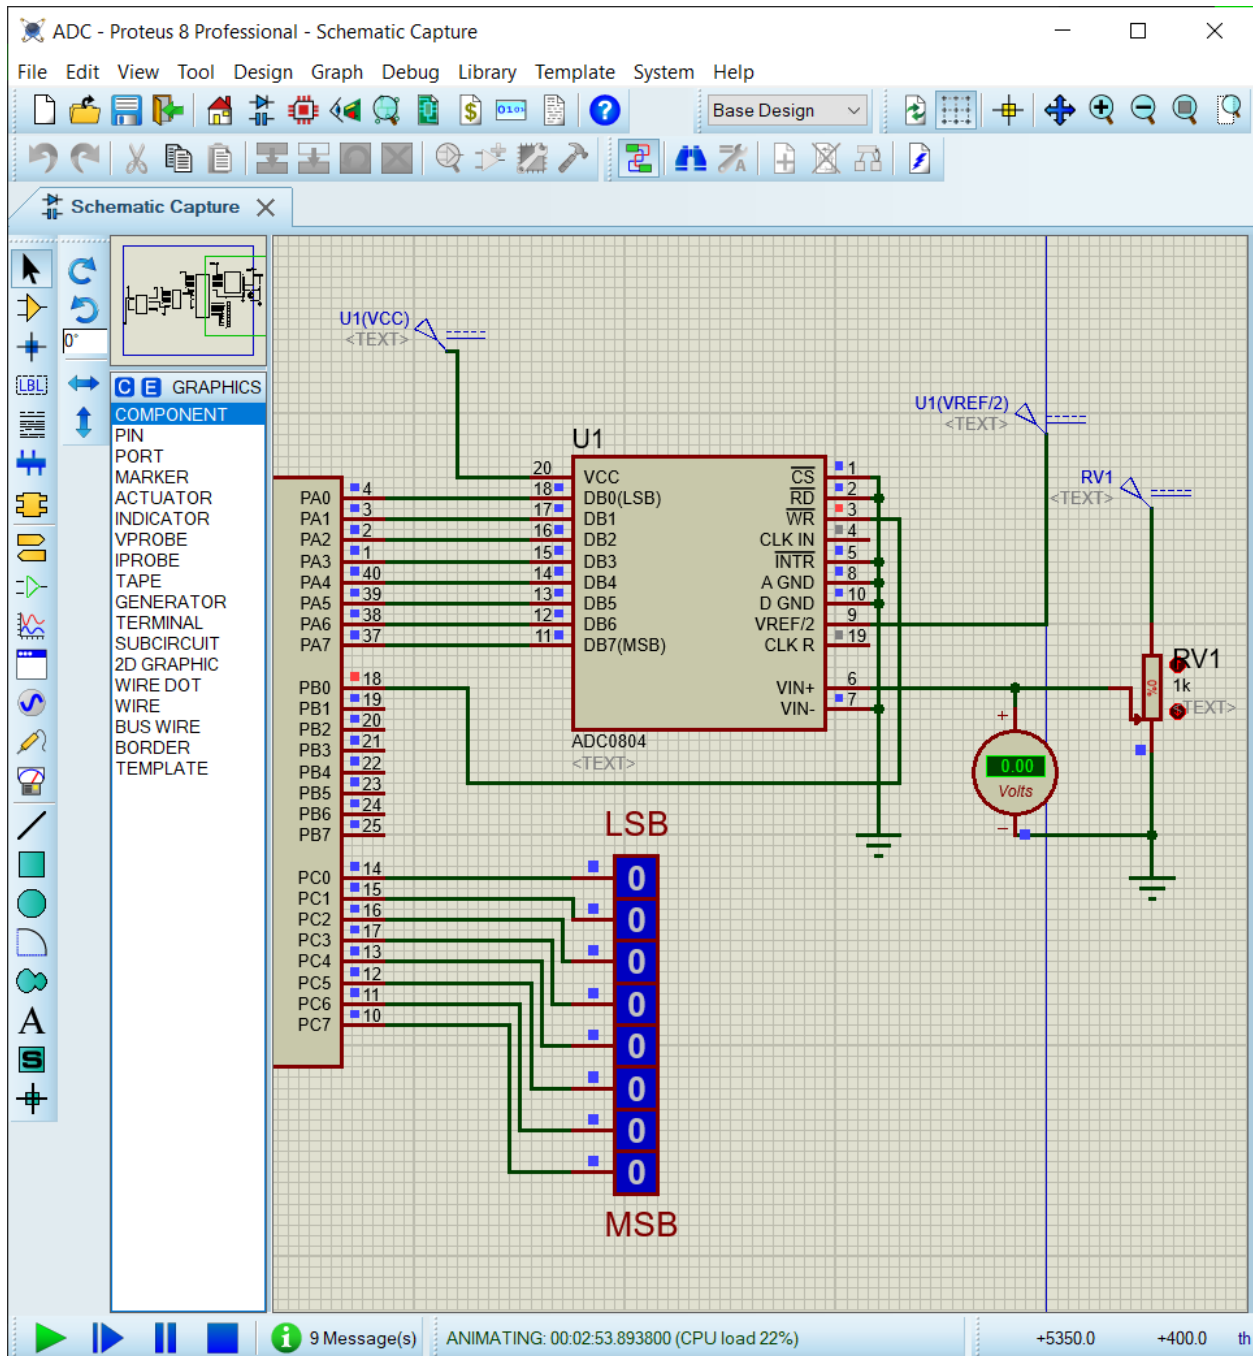 ADC - Proteus 8 Professional - Schematic Capture
File Edit View Tool Design Graph Debug Library Template System Help
Base Design
Schematic Capture
0°
LBL
A
S
C E GRAPHICS
COMPONENT
PIN
PORT
MARKER
ACTUATOR
INDICATOR
VPROBE
IPROBE
TAPE
GENERATOR
TERMINAL
SUBCIRCUIT
2D GRAPHIC
WIRE DOT
WIRE
BUS WIRE
BORDER
TEMPLATE
U1(VCC)
<TEXT>
U1(VREF/2)
<TEXT>
RV1
<TEXT>
U1
20 VCC CS 1
PA0 4 18 DB0(LSB) RD 2
PA1 3 17 DB1 WR 3
PA2 2 16 DB2 CLK IN 4
PA3 1 15 DB3 INTR 5
PA4 40 14 DB4 A GND 8
PA5 39 13 DB5 D GND 10
PA6 38 12 DB6 VREF/2 9
PA7 37 11 DB7(MSB) CLK R 19
VIN+ 6
VIN- 7
ADC0804
<TEXT>
RV1
1k
0%
<TEXT>
+
0.00
Volts
−
PB0 18
PB1 19
PB2 20
PB3 21
PB4 22
PB5 23
PB6 24
PB7 25
PC0 14
PC1 15
PC2 16
PC3 17
PC4 13
PC5 12
PC6 11
PC7 10
LSB
0
0
0
0
0
0
0
0
MSB
9 Message(s) ANIMATING: 00:02:53.893800 (CPU load 22%) +5350.0 +400.0 th